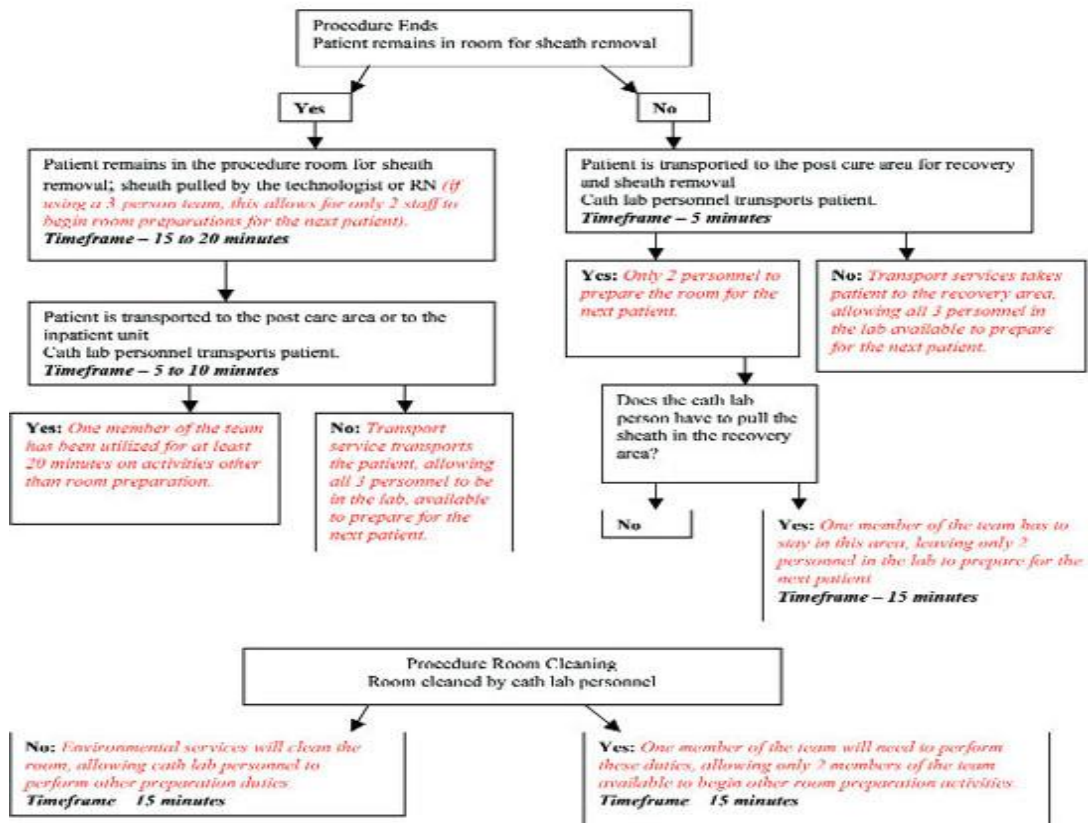 Procedure Ends
Patient remains in room for sheath removal
Yes
No
Patient remains in the procedure room for sheath
removal; sheath pulled by the technologist or RN (if
using a 3 person team, this allows for only 2 staff to
begin room preparations for the next patient).
Timeframe – 15 to 20 minutes
Patient is transported to the post care area for recovery
and sheath removal
Cath lab personnel transports patient.
Timeframe – 5 minutes
Patient is transported to the post care area or to the
inpatient unit
Cath lab personnel transports patient.
Timeframe – 5 to 10 minutes
Yes: Only 2 personnel to
prepare the room for the
next patient.
No: Transport services takes
patient to the recovery area,
allowing all 3 personnel in
the lab available to prepare
for the next patient.
Yes: One member of the team
has been utilized for at least
20 minutes on activities other
than room preparation.
No: Transport
service transports
the patient, allowing
all 3 personnel to be
in the lab, available
to prepare for the
next patient.
Does the cath lab
person have to pull the
sheath in the recovery
area?
No
Yes: One member of the team has to
stay in this area, leaving only 2
personnel in the lab to prepare for the
next patient
Timeframe – 15 minutes
Procedure Room Cleaning
Room cleaned by cath lab personnel
No: Environmental services will clean the
room, allowing cath lab personnel to
perform other preparation duties.
Timeframe 15 minutes
Yes: One member of the team will need to perform
these duties, allowing only 2 members of the team
available to begin other room preparation activities.
Timeframe 15 minutes